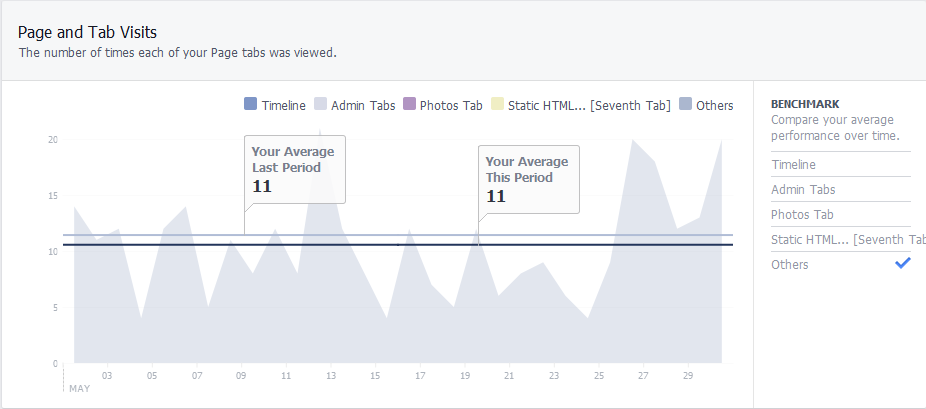 Page and Tab Visits
The number of times each of your Page tabs was viewed.
Timeline Admin Tabs Photos Tab Static HTML... [Seventh Tab] Others
20
15
10
5
0
Your Average
Last Period
11
Your Average
This Period
11
03 05 07 09 11 13 15 17 19 21 23 25 27 29
MAY
BENCHMARK
Compare your average
performance over time.
Timeline
Admin Tabs
Photos Tab
Static HTML... [Seventh Tab
Others